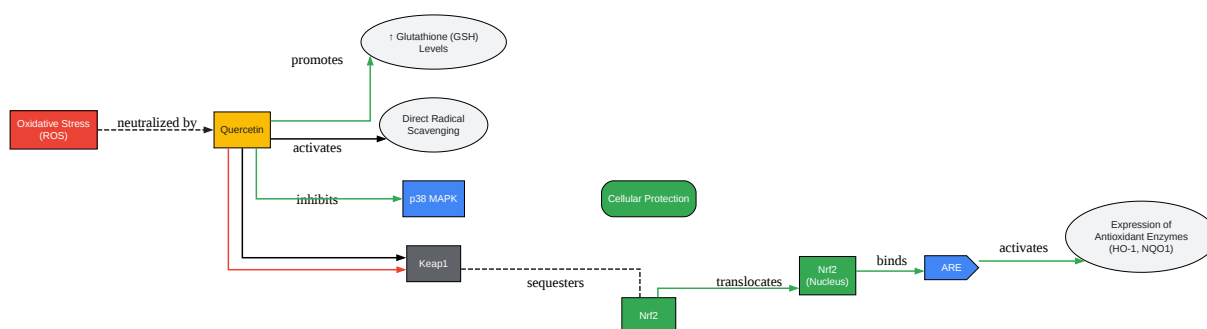 ↑ Glutathione (GSH)
Levels
promotes
Oxidative Stress
(ROS)
neutralized by
Quercetin
Direct Radical
Scavenging
activates
inhibits
p38 MAPK
Cellular Protection
Keap1
sequesters
Nrf2
translocates
Nrf2
(Nucleus)
binds
ARE
activates
Expression of
Antioxidant Enzymes
(HO-1, NQO1)